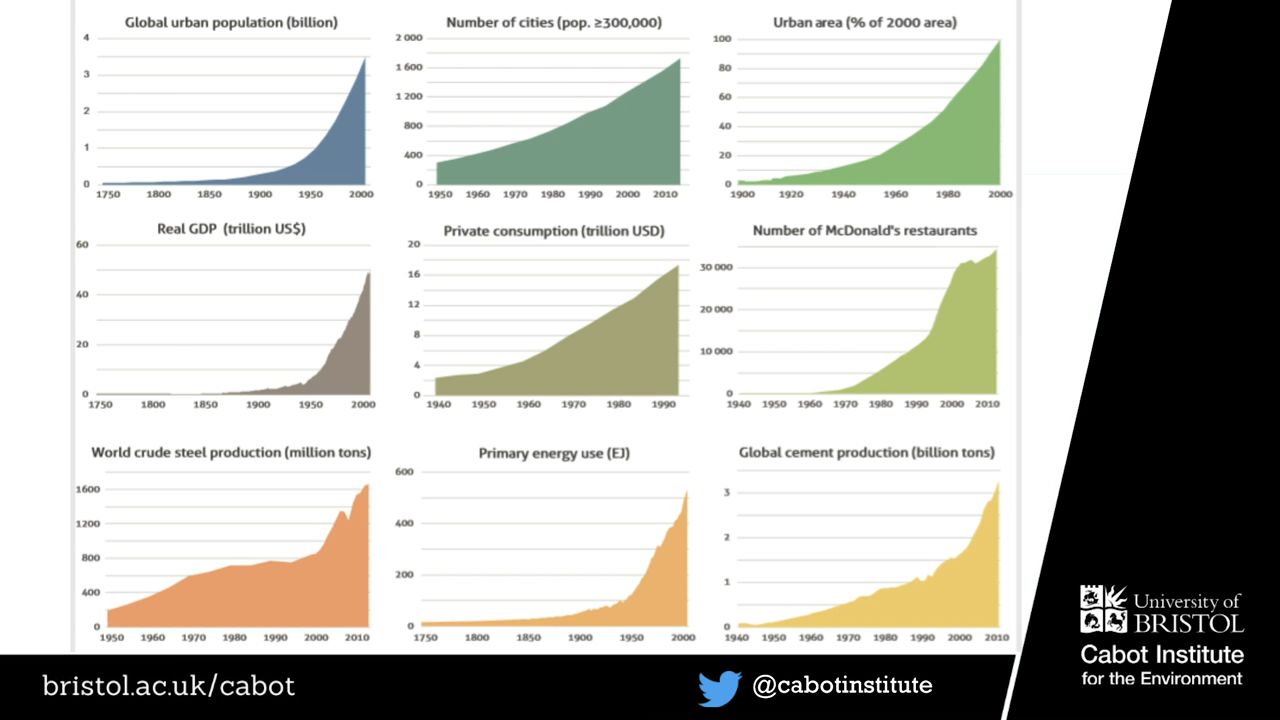 Global urban population (billion)
4
3
2
1
0
1750 1800 1850 1900 1950 2000
Number of cities (pop. ≥300,000)
2 000
1 600
1 200
800
400
0
1950 1960 1970 1980 1990 2000 2010
Urban area (% of 2000 area)
100
80
60
40
20
0
1900 1920 1940 1960 1980 2000
Real GDP (trillion US$)
60
40
20
0
1750 1800 1850 1900 1950 2000
Private consumption (trillion USD)
20
16
12
8
4
0
1940 1950 1960 1970 1980 1990
Number of McDonald's restaurants
30 000
20 000
10 000
0
1940 1950 1960 1970 1980 1990 2000 2010
World crude steel production (million tons)
1600
1200
800
400
0
1950 1960 1970 1980 1990 2000 2010
Primary energy use (EJ)
600
400
200
0
1750 1800 1850 1900 1950 2000
Global cement production (billion tons)
3
2
1
0
1940 1950 1960 1970 1980 1990 2000 2010
University of
BRISTOL
Cabot Institute
for the Environment
bristol.ac.uk/cabot
@cabotinstitute